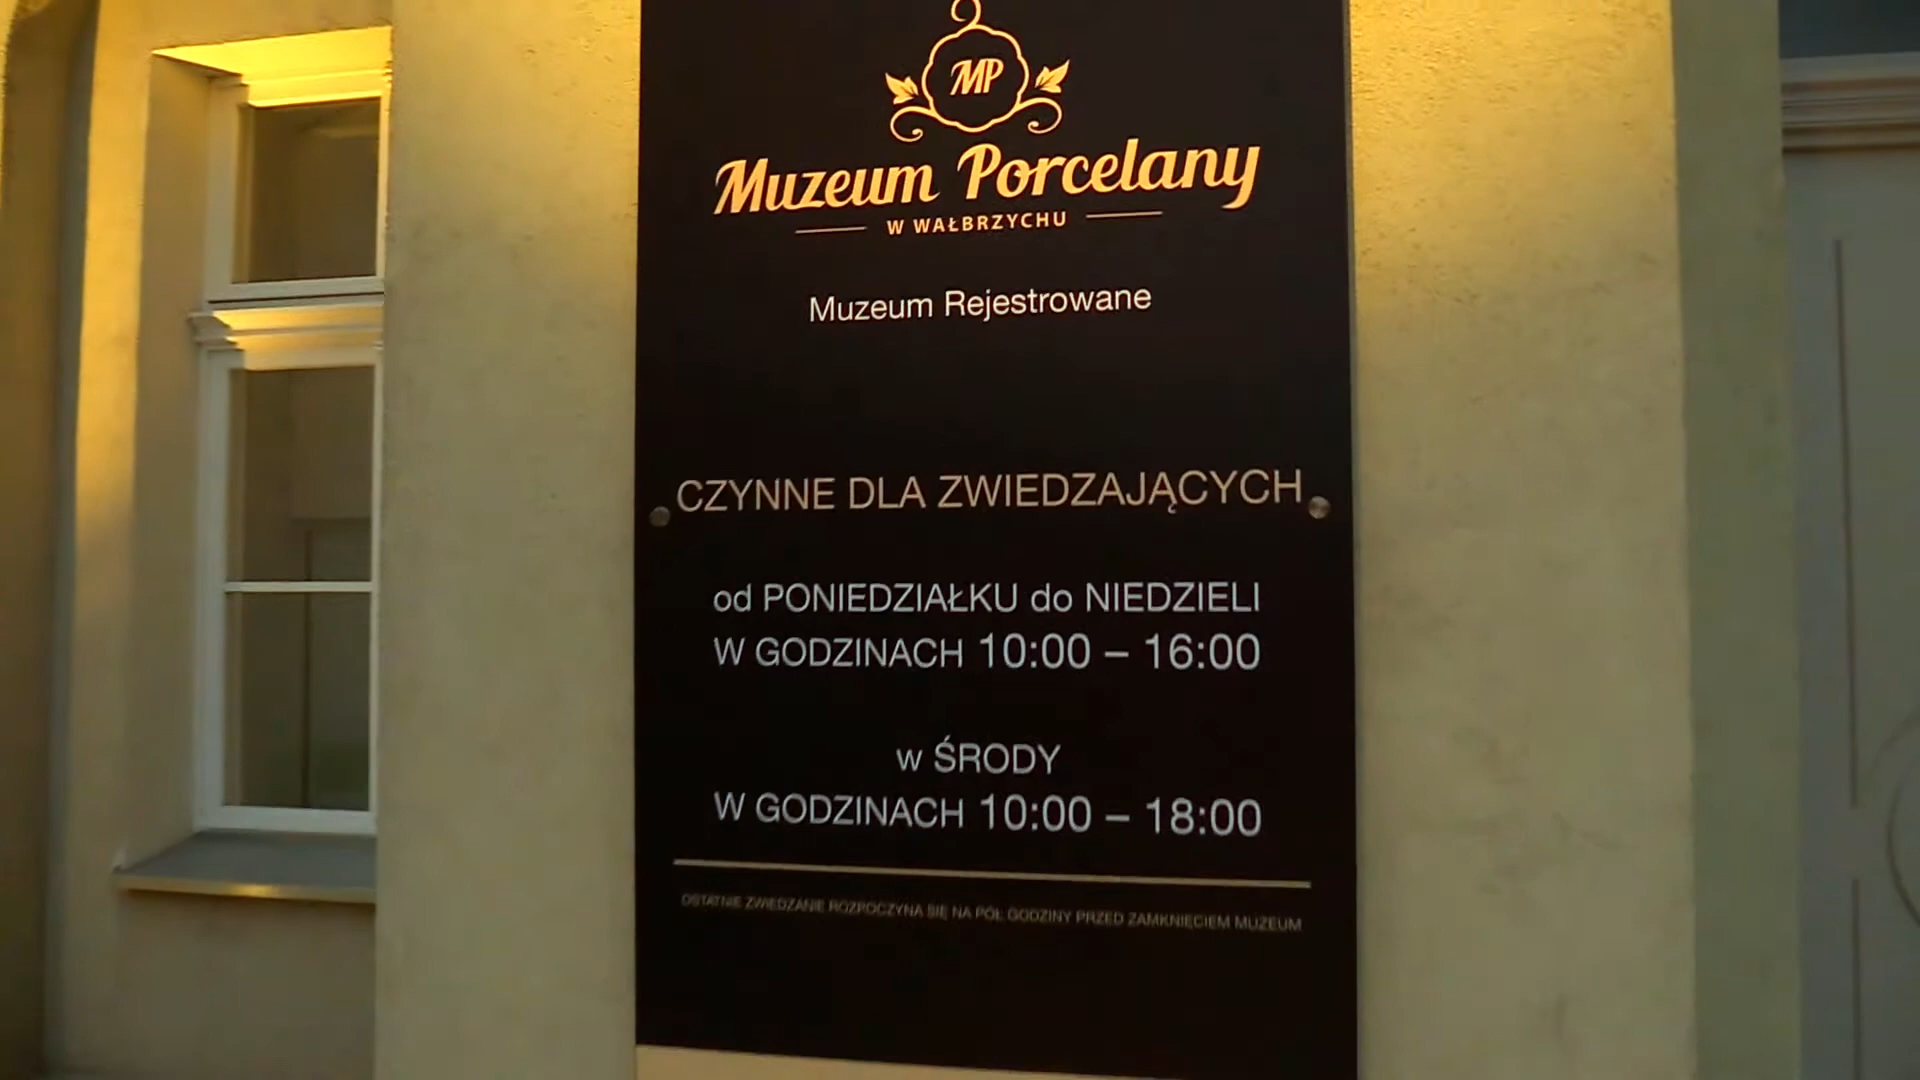 MP
Muzeum Porcelany
W WAŁBRZYCHU
Muzeum Rejestrowane
CZYNNE DLA ZWIEDZAJĄCYCH
od PONIEDZIAŁKU do NIEDZIELI
W GODZINACH 10:00 – 16:00
w ŚRODY
W GODZINACH 10:00 – 18:00
OSTATNIE ZWIEDZANIE ROZPOCZYNA SIĘ NA PÓŁ GODZINY PRZED ZAMKNIĘCIEM MUZEUM